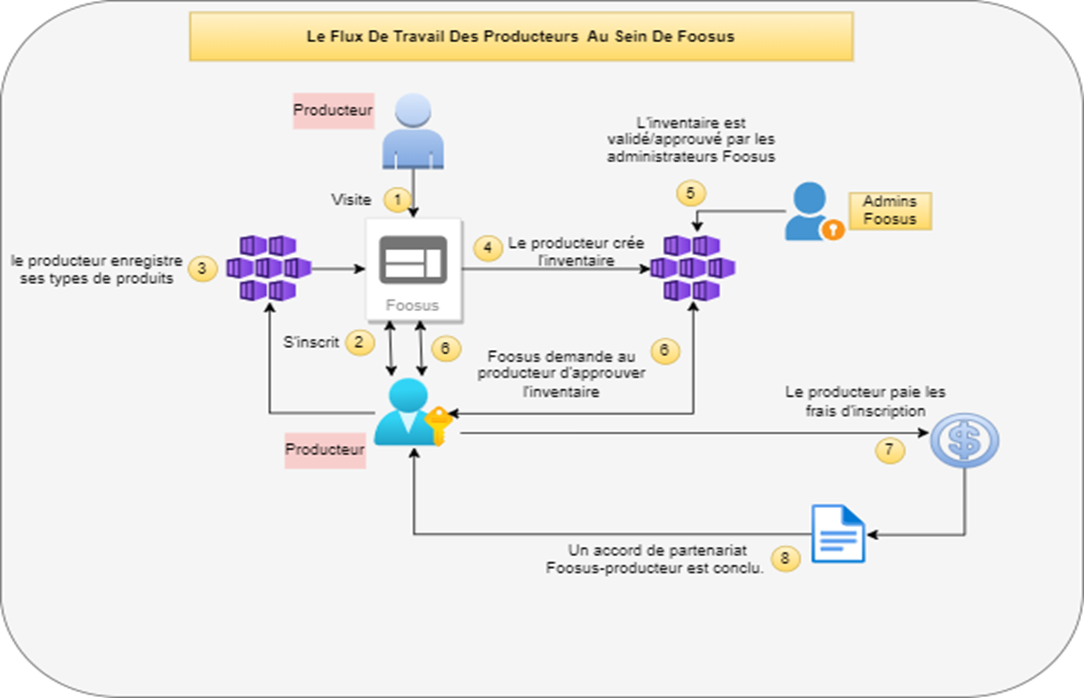 Le Flux De Travail Des Producteurs Au Sein De Foosus
Producteur
L'inventaire est
validé/approuvé par les
administrateurs Foosus
Visite
1
5
Admins
Foosus
le producteur enregistre
ses types de produits
3
4
Le producteur crée
l'inventaire
Foosus
S'inscrit
2
6
Foosus demande au
producteur d'approuver
l'inventaire
6
Le producteur paie les
frais d'inscription
Producteur
7
Un accord de partenariat
Foosus-producteur est conclu.
8